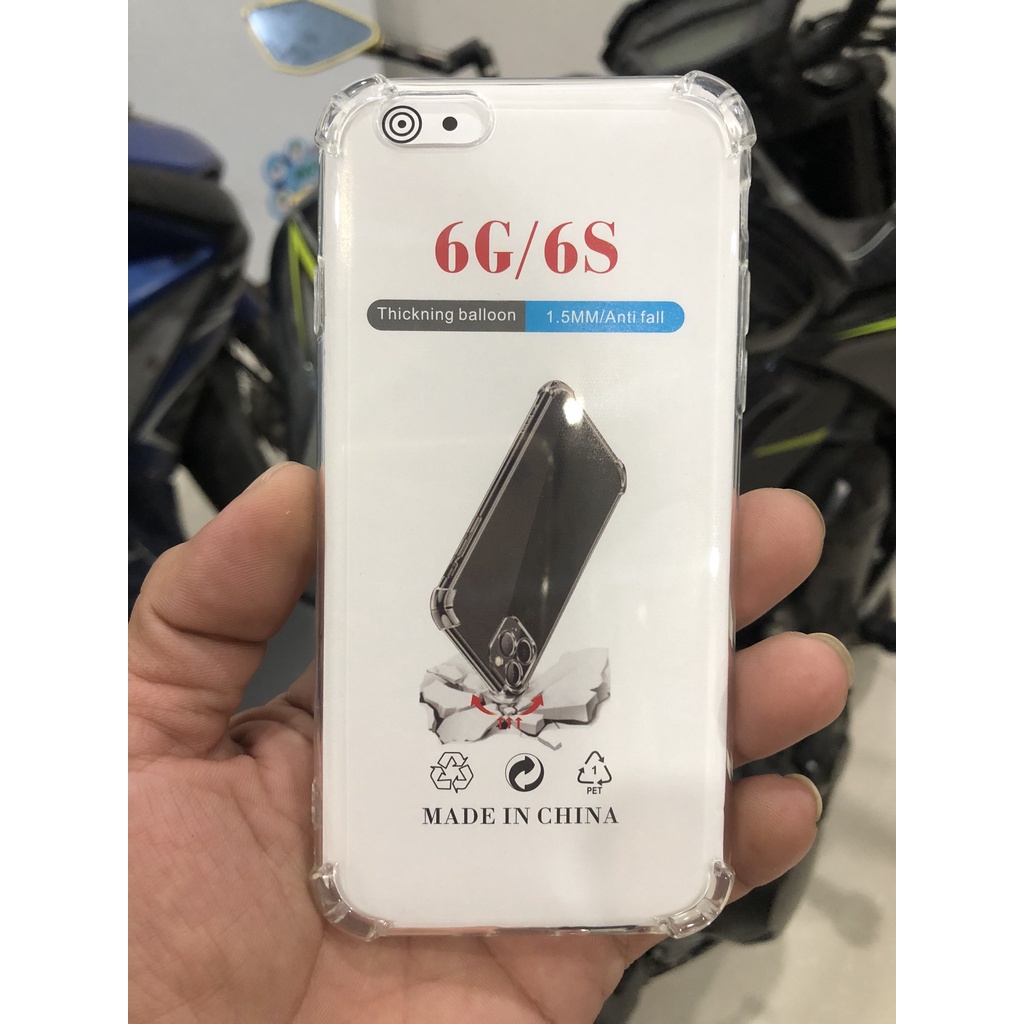 6G/6S
Thickning balloon 1.5MM/Anti fall
1
PET
MADE IN CHINA